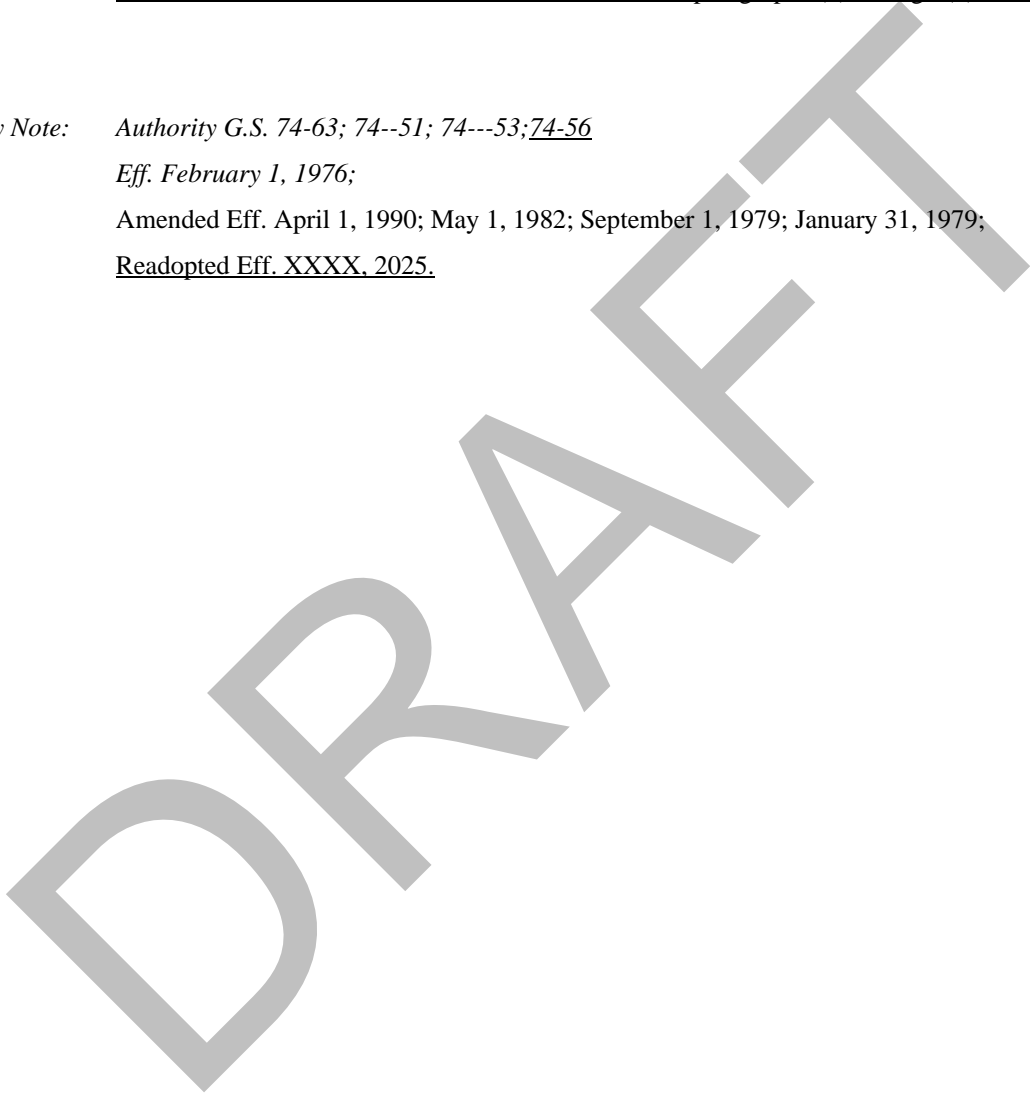 Note: Authority G.S. 74-63; 74--51; 74---53;74-56
Eff. February 1, 1976;
Amended Eff. April 1, 1990; May 1, 1982; September 1, 1979; January 31, 1979;
Readopted Eff. XXXX, 2025.
DRAFT